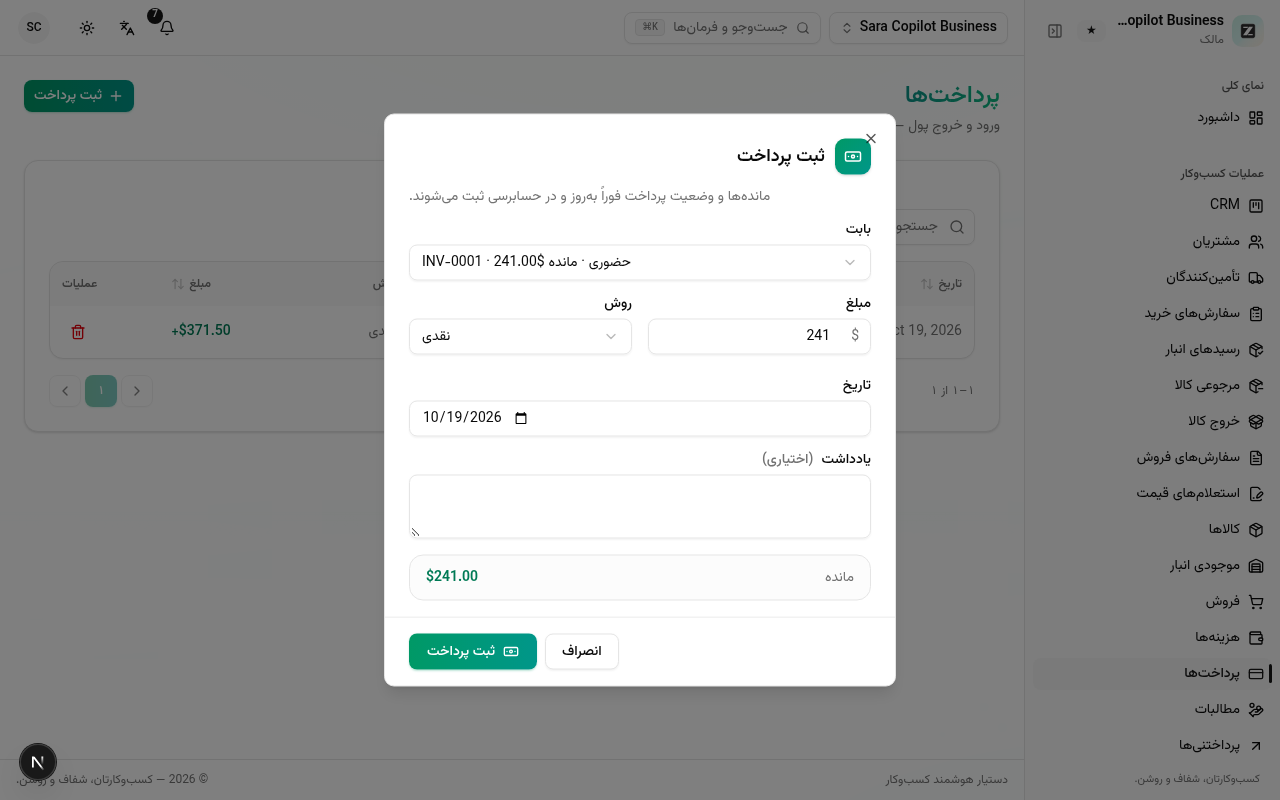 opilot Business...
مالک
نمای کلی
داشبورد
عملیات کسب‌وکار
CRM
مشتریان
تأمین‌کنندگان
سفارش‌های خرید
رسیدهای انبار
مرجوعی کالا
خروج کالا
سفارش‌های فروش
استعلام‌های قیمت
کالاها
موجودی انبار
فروش
هزینه‌ها
پرداخت‌ها
مطالبات
پرداختنی‌ها
کسب‌وکارتان، شفاف و روشن.
Sara Copilot Business
جست‌وجو و فرمان‌ها
⌘K
7
SC
پرداخت‌ها
ثبت پرداخت
ورود و خروج پول —
جستجو
تاریخ
مبلغ
عملیات
ct 19, 2026
+$371.50
۱–۱ از ۱
۱
ثبت پرداخت
مانده‌ها و وضعیت پرداخت فوراً به‌روز و در حسابرسی ثبت می‌شوند.
بابت
INV-0001 · حضوری · مانده $241.00
مبلغ
روش
$ 241
نقدی
تاریخ
10/19/2026
یادداشت (اختیاری)
مانده
$241.00
انصراف
ثبت پرداخت
دستیار هوشمند کسب‌وکار
© 2026 — کسب‌وکارتان، شفاف و روشن.